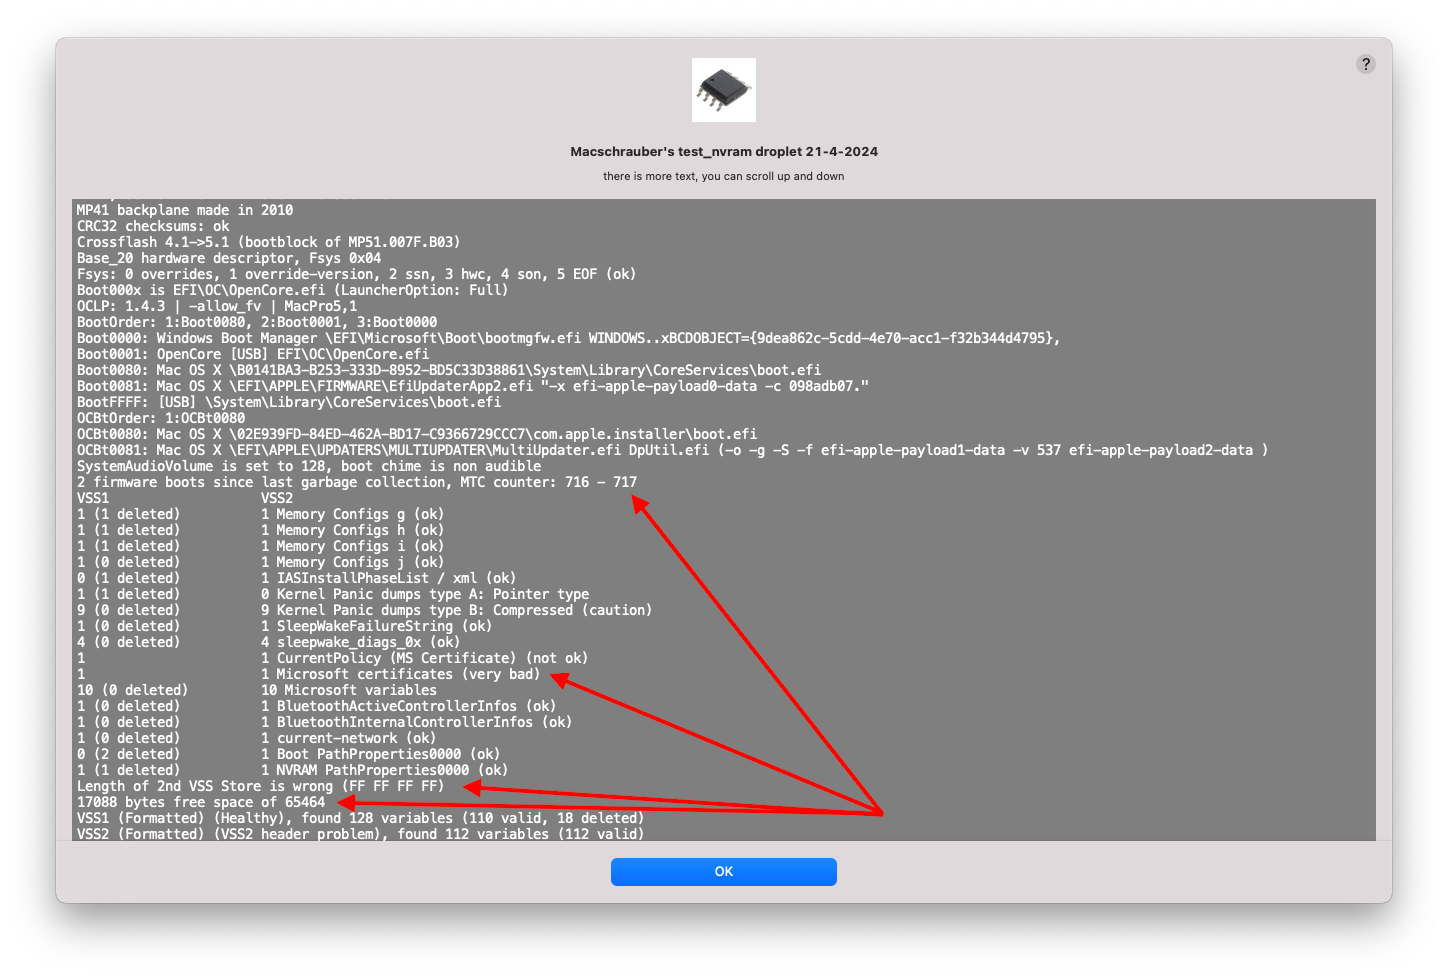 ?
Macschrauber's test_nvram droplet 21-4-2024
there is more text, you can scroll up and down
MP41 backplane made in 2010
CRC32 checksums: ok
Crossflash 4.1->5.1 (bootblock of MP51.007F.B03)
Base_20 hardware descriptor, Fsys 0x04
Fsys: 0 overrides, 1 override-version, 2 ssn, 3 hwc, 4 son, 5 EOF (ok)
Boot000x is EFI\OC\OpenCore.efi (LauncherOption: Full)
OCLP: 1.4.3 | -allow_fv | MacPro5,1
BootOrder: 1:Boot0080, 2:Boot0001, 3:Boot0000
Boot0000: Windows Boot Manager \EFI\Microsoft\Boot\bootmgfw.efi WINDOWS..xBCDOBJECT={9dea862c-5cdd-4e70-acc1-f32b344d4795},
Boot0001: OpenCore [USB] EFI\OC\OpenCore.efi
Boot0080: Mac OS X \B0141BA3-B253-333D-8952-BD5C33D38861\System\Library\CoreServices\boot.efi
Boot0081: Mac OS X \EFI\APPLE\FIRMWARE\EfiUpdaterApp2.efi "-x efi-apple-payload0-data -c 098adb07."
BootFFFF: [USB] \System\Library\CoreServices\boot.efi
OCBtOrder: 1:OCBt0080
OCBt0080: Mac OS X \02E939FD-84ED-462A-BD17-C9366729CCC7\com.apple.installer\boot.efi
OCBt0081: Mac OS X \EFI\APPLE\UPDATERS\MULTIUPDATER\MultiUpdater.efi DpUtil.efi (-o -g -S -f efi-apple-payload1-data -v 537 efi-apple-payload2-data )
SystemAudioVolume is set to 128, boot chime is non audible
2 firmware boots since last garbage collection, MTC counter: 716 - 717
VSS1 VSS2
1 (1 deleted) 1 Memory Configs g (ok)
1 (1 deleted) 1 Memory Configs h (ok)
1 (1 deleted) 1 Memory Configs i (ok)
1 (0 deleted) 1 Memory Configs j (ok)
0 (1 deleted) 1 IASInstallPhaseList / xml (ok)
1 (1 deleted) 0 Kernel Panic dumps type A: Pointer type
9 (0 deleted) 9 Kernel Panic dumps type B: Compressed (caution)
1 (0 deleted) 1 SleepWakeFailureString (ok)
4 (0 deleted) 4 sleepwake_diags_0x (ok)
1 1 CurrentPolicy (MS Certificate) (not ok)
1 1 Microsoft certificates (very bad)
10 (0 deleted) 10 Microsoft variables
1 (0 deleted) 1 BluetoothActiveControllerInfos (ok)
1 (0 deleted) 1 BluetoothInternalControllerInfos (ok)
1 (0 deleted) 1 current-network (ok)
0 (2 deleted) 1 Boot PathProperties0000 (ok)
1 (1 deleted) 1 NVRAM PathProperties0000 (ok)
Length of 2nd VSS Store is wrong (FF FF FF FF)
17088 bytes free space of 65464
VSS1 (Formatted) (Healthy), found 128 variables (110 valid, 18 deleted)
VSS2 (Formatted) (VSS2 header problem), found 112 variables (112 valid)
OK